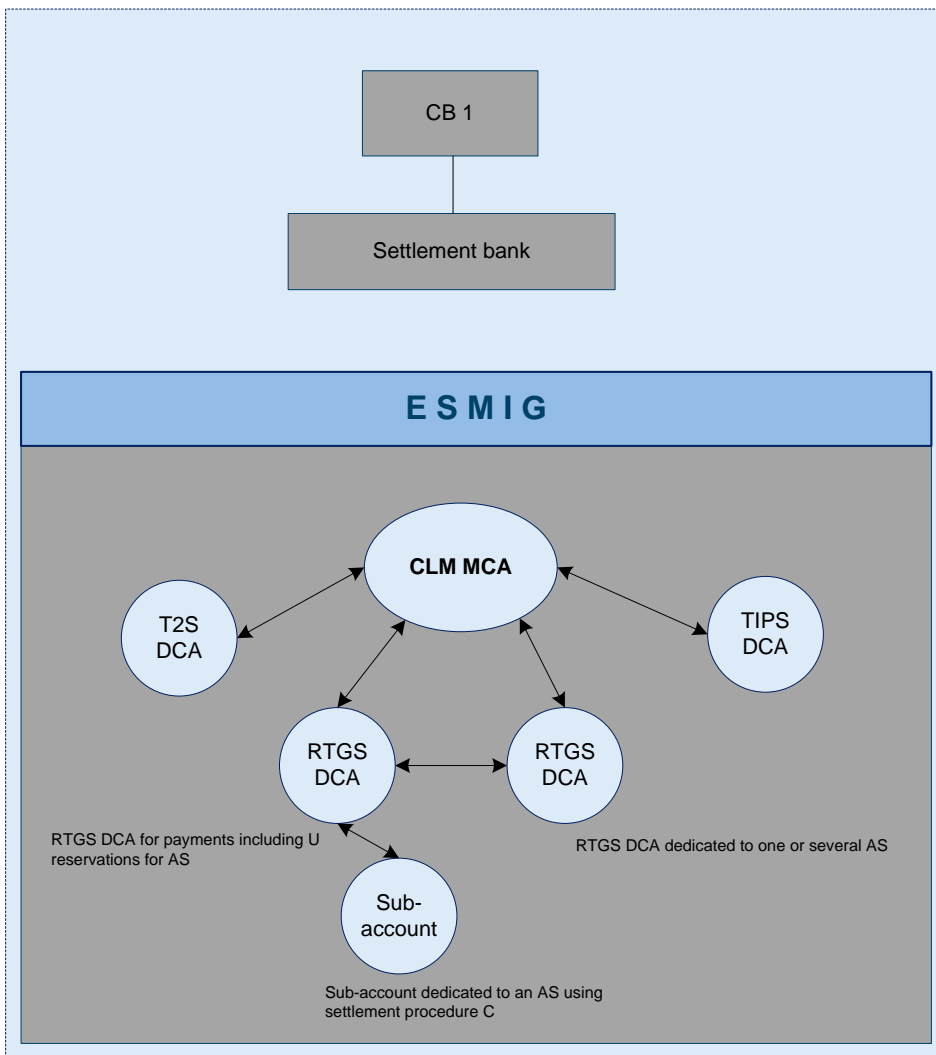 CB 1
Settlement bank
E S M I G
CLM MCA
T2S
DCA
TIPS
DCA
RTGS
DCA
RTGS
DCA
RTGS DCA for payments including U
reservations for AS
RTGS DCA dedicated to one or several AS
Sub-
account
Sub-account dedicated to an AS using
settlement procedure C